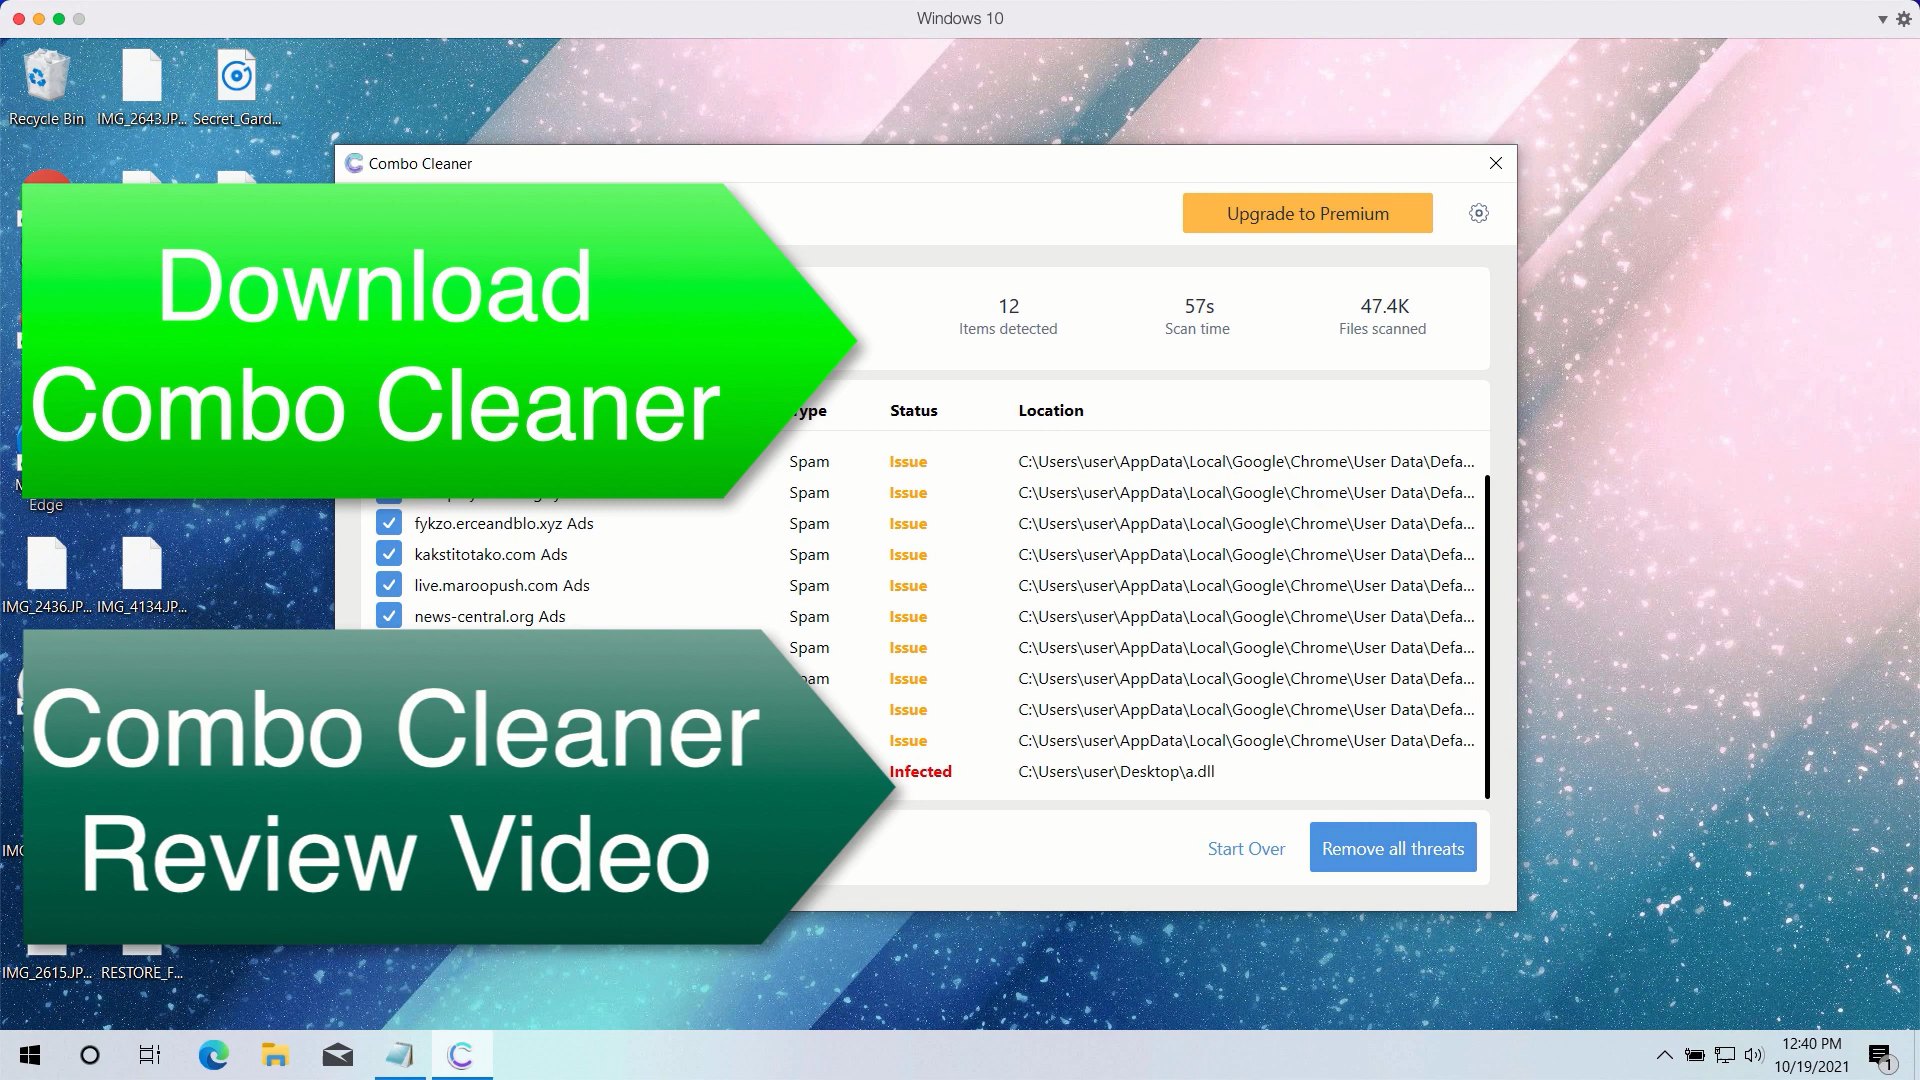 Windows 10
Recycle Bin
IMG_2643.JP...
Secret_Gard...
Combo Cleaner
Upgrade to Premium
Download
Combo Cleaner
12
Items detected
57s
Scan time
47.4K
Files scanned
Status
Location
Spam Issue C:\Users\user\AppData\Local\Google\Chrome\User Data\Defa...
Spam Issue C:\Users\user\AppData\Local\Google\Chrome\User Data\Defa...
fykzo.erceandblo.xyz Ads Spam Issue C:\Users\user\AppData\Local\Google\Chrome\User Data\Defa...
kakstitotako.com Ads Spam Issue C:\Users\user\AppData\Local\Google\Chrome\User Data\Defa...
live.maroopush.com Ads Spam Issue C:\Users\user\AppData\Local\Google\Chrome\User Data\Defa...
news-central.org Ads Spam Issue C:\Users\user\AppData\Local\Google\Chrome\User Data\Defa...
Spam Issue C:\Users\user\AppData\Local\Google\Chrome\User Data\Defa...
Issue C:\Users\user\AppData\Local\Google\Chrome\User Data\Defa...
Issue C:\Users\user\AppData\Local\Google\Chrome\User Data\Defa...
Issue C:\Users\user\AppData\Local\Google\Chrome\User Data\Defa...
Infected C:\Users\user\Desktop\a.dll
Edge
IMG_2436.JP...
IMG_4134.JP...
Combo Cleaner
Review Video
Start Over
Remove all threats
IMG_2615.JP...
RESTORE_F...
12:40 PM
10/19/2021
1